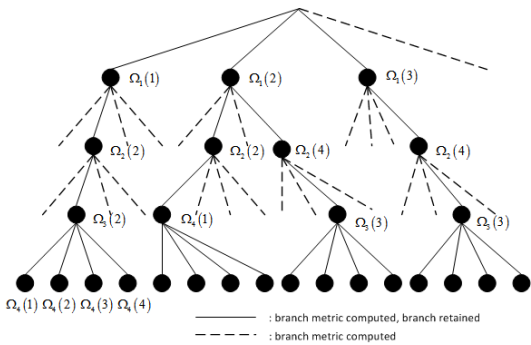 Ω₁(1) Ω₁(2) Ω₁(3)
Ω₂(2) Ω₂(2) Ω₂(4) Ω₂(4)
Ω₃(2) Ω₄(1) Ω₃(3) Ω₃(3)
Ω₄(1) Ω₄(2) Ω₄(3) Ω₄(4)
: branch metric computed, branch retained
: branch metric computed